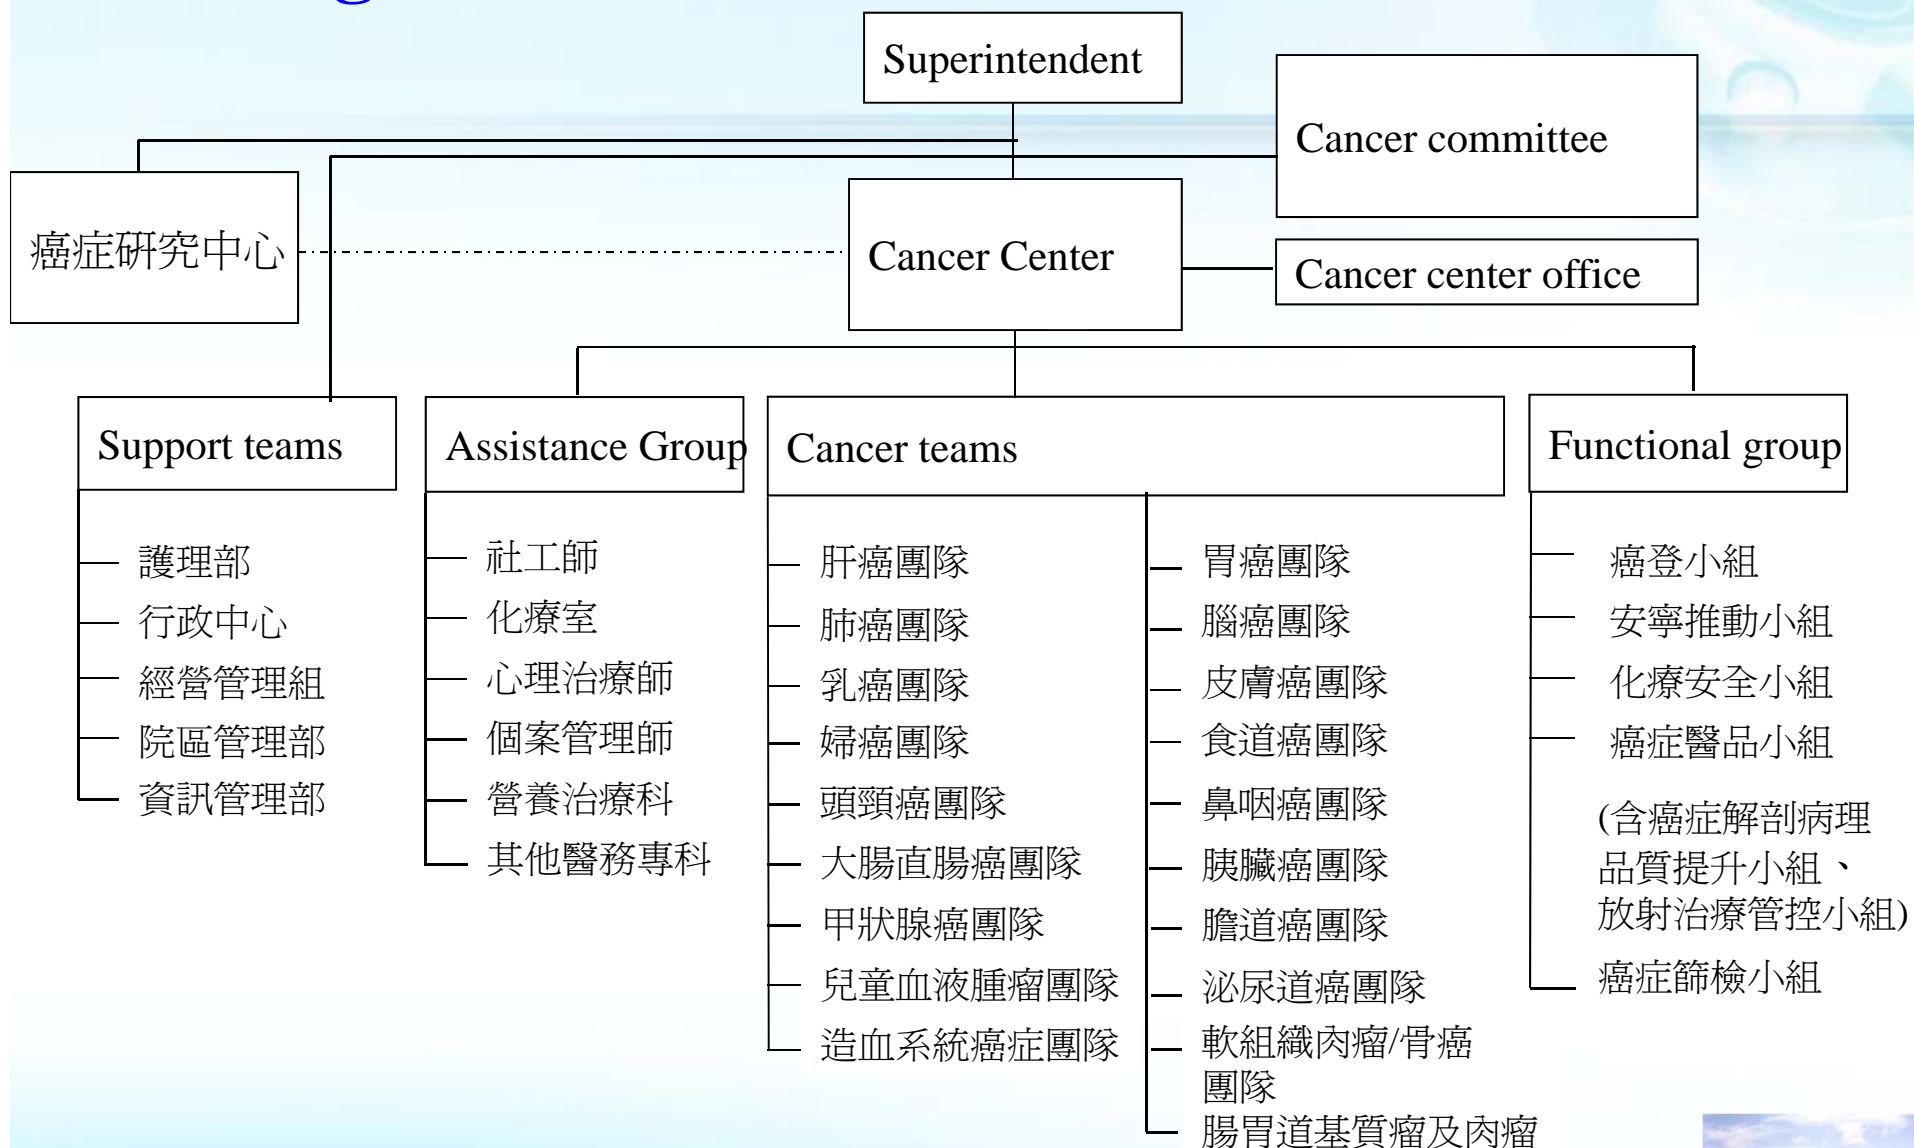 Superintendent
Cancer committee
癌症研究中心
Cancer Center
Cancer center office
Support teams
護理部
行政中心
經營管理組
院區管理部
資訊管理部
Assistance Group
社工師
化療室
心理治療師
個案管理師
營養治療科
其他醫務專科
Cancer teams
肝癌團隊
肺癌團隊
乳癌團隊
婦癌團隊
頭頸癌團隊
大腸直腸癌團隊
甲狀腺癌團隊
兒童血液腫瘤團隊
造血系統癌症團隊
胃癌團隊
腦癌團隊
皮膚癌團隊
食道癌團隊
鼻咽癌團隊
胰臟癌團隊
膽道癌團隊
泌尿道癌團隊
軟組織肉瘤/骨癌
團隊
腸胃道基質瘤及肉瘤
Functional group
癌登小組
安寧推動小組
化療安全小組
癌症醫品小組
(含癌症解剖病理
品質提升小組、
放射治療管控小組)
癌症篩檢小組